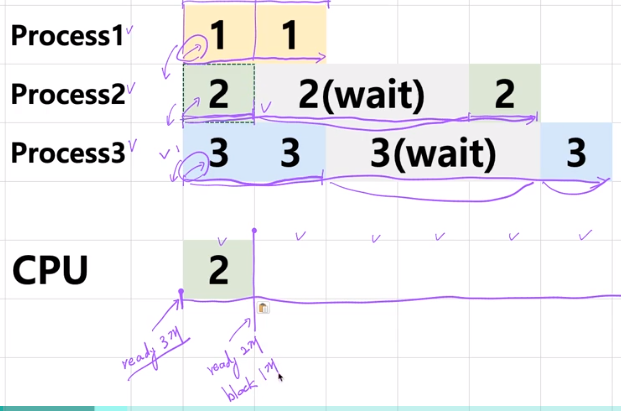 Process1 1 1
Process2 2 2(wait) 2
Process3 3 3 3(wait) 3
CPU 2
ready 3개
ready 2개
block 1개